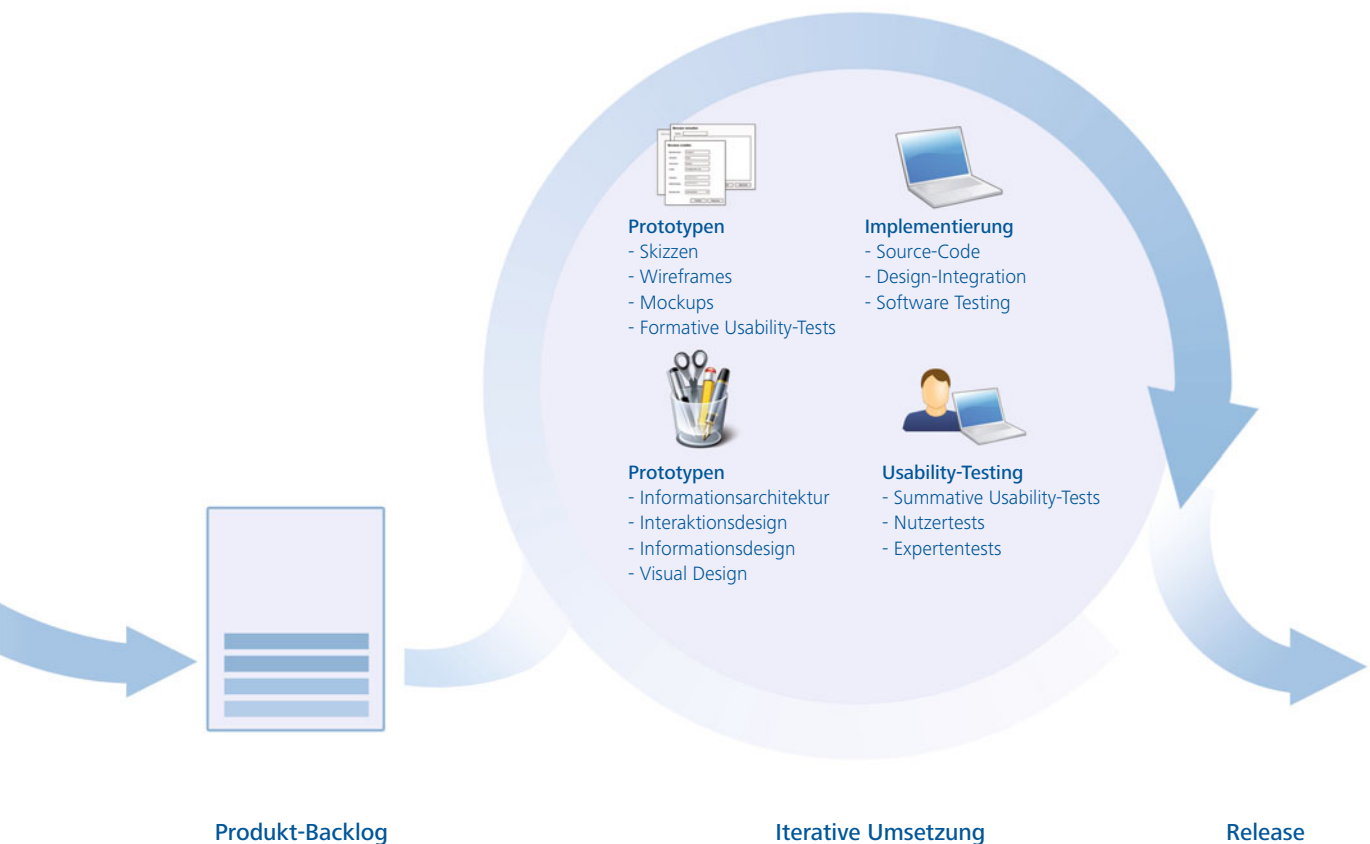 Prototypen
- Skizzen
- Wireframes
- Mockups
- Formative Usability-Tests
Implementierung
- Source-Code
- Design-Integration
- Software Testing
Prototypen
- Informationsarchitektur
- Interaktionsdesign
- Informationsdesign
- Visual Design
Usability-Testing
- Summative Usability-Tests
- Nutzertests
- Expertentests
Produkt-Backlog
Iterative Umsetzung
Release